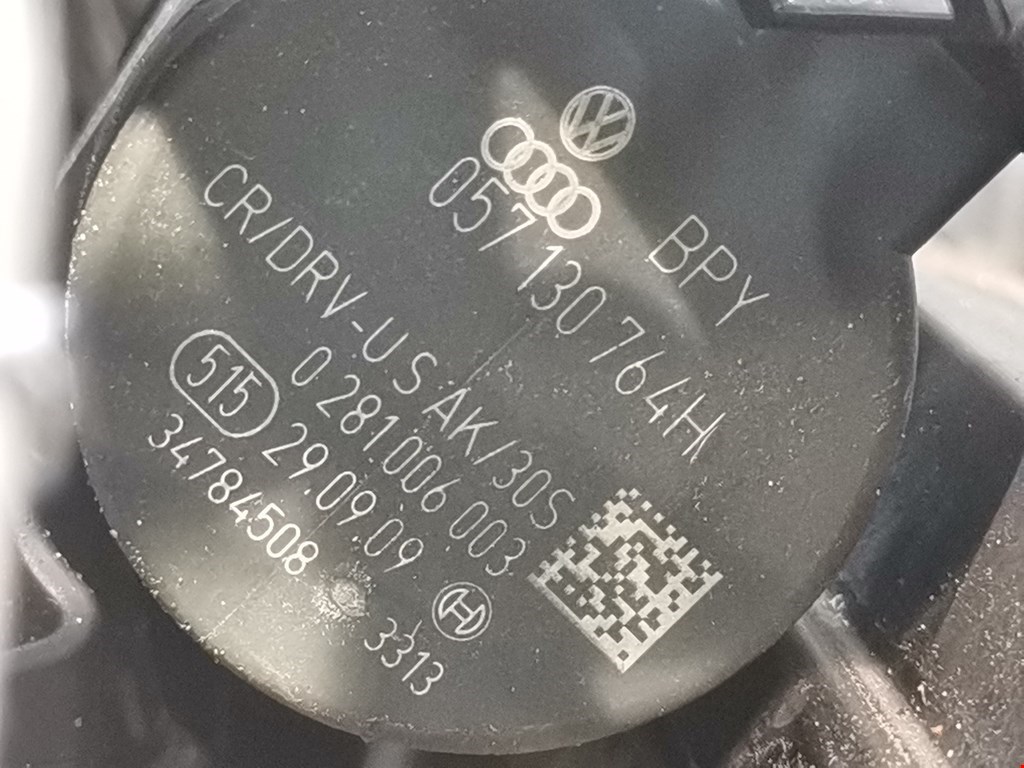 BPY
057 130 764H
CR/DRV-U S AK/30S
0 281 006 003
515 29.09.09
34784508
3313